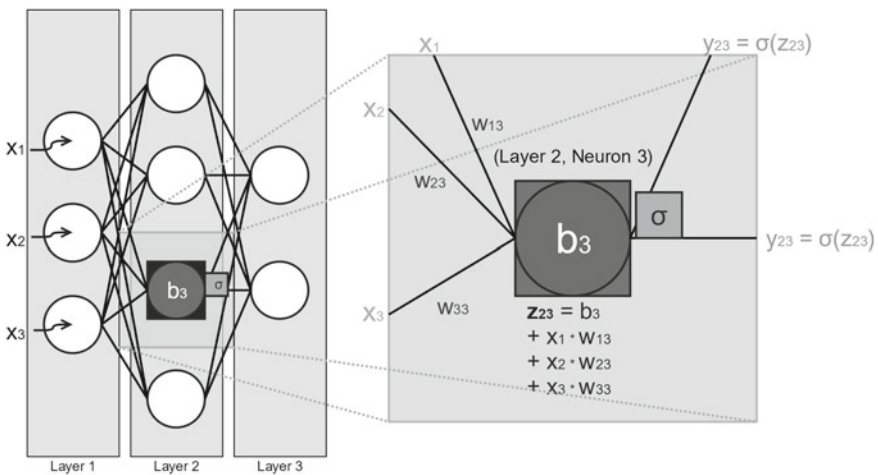 x1
x2
x3
b3
σ
Layer 1
Layer 2
Layer 3
x1
y23 = σ(z23)
x2
w13
(Layer 2, Neuron 3)
w23
σ
b3
y23 = σ(z23)
x3
w33
z23 = b3
+ x1 · w13
+ x2 · w23
+ x3 · w33